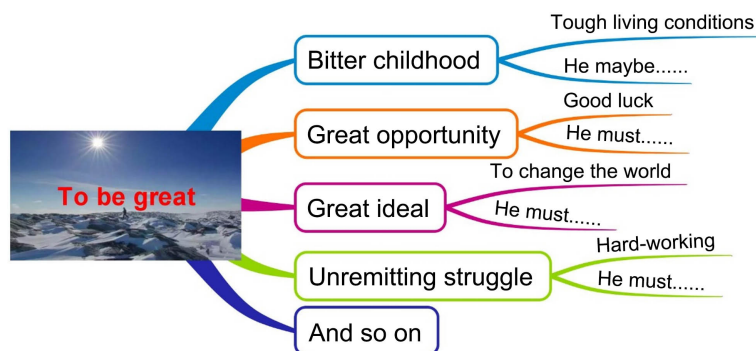 To be great
Bitter childhood
Tough living conditions
He maybe......
Great opportunity
Good luck
He must......
Great ideal
To change the world
He must......
Unremitting struggle
Hard-working
He must......
And so on